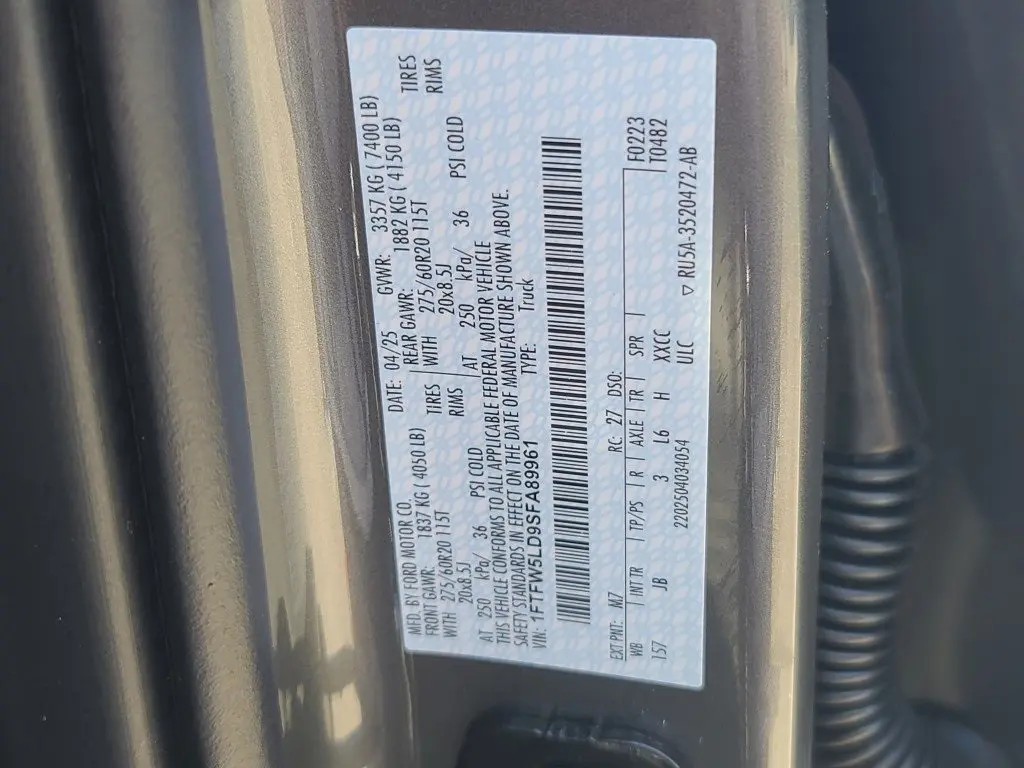 MFD. BY FORD MOTOR CO.
DATE: 04/25 GVWR: 3357 KG ( 7400 LB)
FRONT GAWR: 1837 KG ( 4050 LB) REAR GAWR: 1882 KG ( 4150 LB)
WITH 275/60R20 115T TIRES WITH 275/60R20 115T TIRES
20x8.5J RIMS 20x8.5J RIMS
AT 250 kPa/ 36 PSI COLD AT 250 kPa/ 36 PSI COLD
THIS VEHICLE CONFORMS TO ALL APPLICABLE FEDERAL MOTOR VEHICLE
SAFETY STANDARDS IN EFFECT ON THE DATE OF MANUFACTURE SHOWN ABOVE.
VIN: 1FTFW5LD9SFA89961 TYPE: Truck
EXT PNT: M7 RC: 27 DSO: F0223
WB INT TR TP/PS R AXLE TR SPR T0482
157 JB 3 L6 H XXCC
2202504034054 ULC ▽ RU5A-3520472-AB